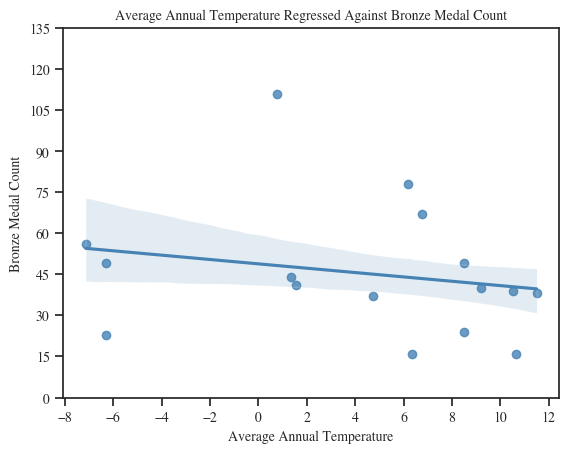 Average Annual Temperature Regressed Against Bronze Medal Count
135
120
105
90
75
60
45
30
15
0
Bronze Medal Count
−8 −6 −4 −2 0 2 4 6 8 10 12
Average Annual Temperature